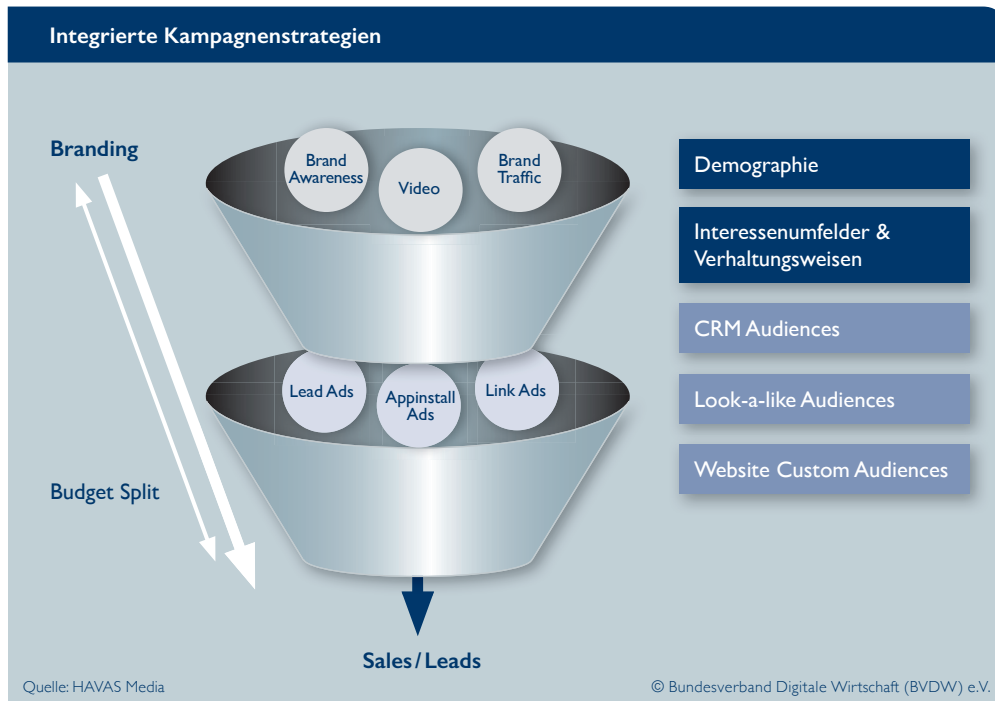 Integrierte Kampagnenstrategien
Branding
Brand
Awareness
Video
Brand
Traffic
Lead Ads
Appinstall
Ads
Link Ads
Budget Split
Sales / Leads
Demographie
Interessenumfelder &
Verhaltungsweisen
CRM Audiences
Look-a-like Audiences
Website Custom Audiences
Quelle: HAVAS Media
© Bundesverband Digitale Wirtschaft (BVDW) e.V.